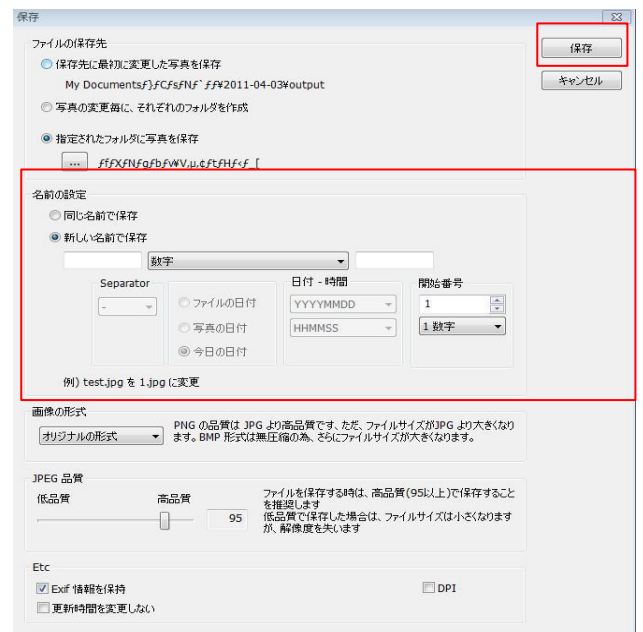 保存
ファイルの保存先
保存
保存先に最初に変更した写真を保存
キャンセル
My Documentsƒ}ƒCƒsƒNƒ`ƒƒ¥2011-04-03¥output
写真の変更毎に、それぞれのフォルダを作成
指定されたフォルダに写真を保存
... ƒfƒXƒNƒgƒbƒv¥V‚µ‚¢ƒtƒHƒ‹ƒ_[
名前の設定
同じ名前で保存
新しい名前で保存
数字
Separator
日付 - 時間
開始番号
-
ファイルの日付
YYYYMMDD
1
写真の日付
HHMMSS
1 数字
今日の日付
例) test.jpg を 1.jpg に変更
画像の形式
オリジナルの形式
PNG の品質は JPG より高品質です、ただ、ファイルサイズがJPG より大きくなり
ます。BMP 形式は無圧縮の為、さらにファイルサイズが大きくなります。
JPEG 品質
低品質
高品質
95
ファイルを保存する時は、高品質(95以上)で保存すること
を推奨します
低品質で保存した場合は、ファイルサイズは小さくなります
が、解像度を失います
Etc
Exif 情報を保持
DPI
更新時間を変更しない